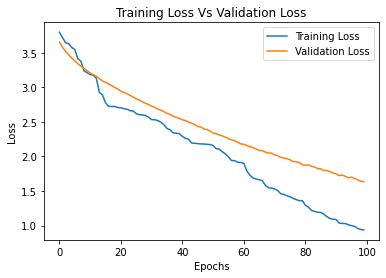 Training Loss Vs Validation Loss
Training Loss
Validation Loss
3.5
3.0
2.5
2.0
1.5
1.0
Loss
0 20 40 60 80 100
Epochs